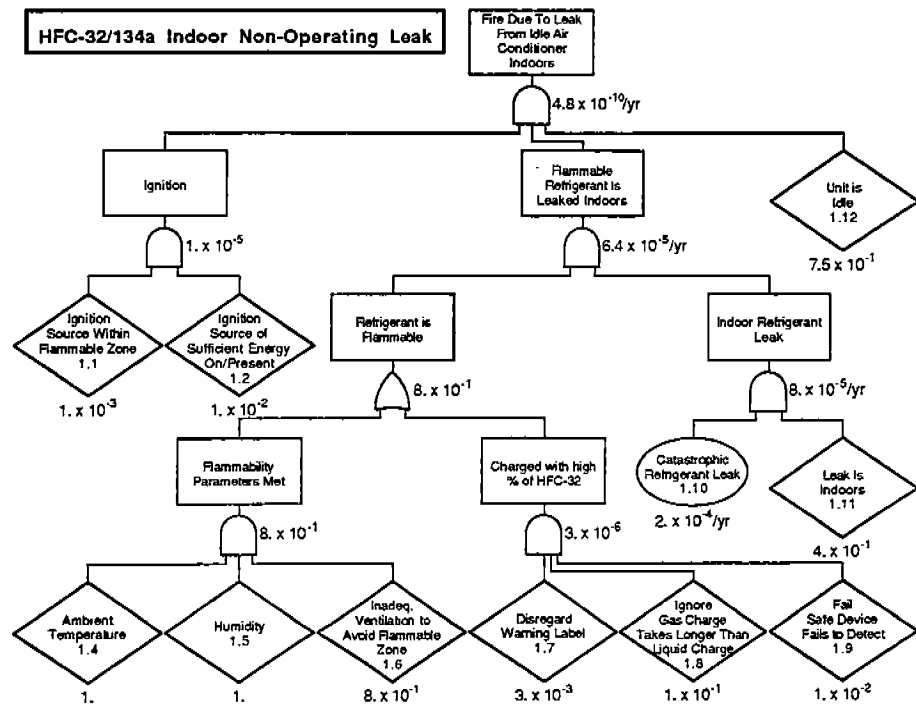 HFC-32/134a Indoor Non-Operating Leak
Fire Due To Leak
From Idle Air
Conditioner
Indoors
4.8 x 10⁻¹⁰/yr
Ignition
Flammable
Refrigerant Is
Leaked Indoors
Unit is
Idle
1.12
1. x 10⁻⁵
6.4 x 10⁻⁵/yr
7.5 x 10⁻¹
Ignition
Source Within
Flammable Zone
1.1
Ignition
Source of
Sufficient Energy
On/Present
1.2
Refrigerant is
Flammable
Indoor Refrigerant
Leak
1. x 10⁻³
1. x 10⁻²
8. x 10⁻¹
8. x 10⁻⁵/yr
Flammability
Parameters Met
Charged with high
% of HFC-32
Catastrophic
Refrigerant Leak
1.10
Leak Is
Indoors
1.11
8. x 10⁻¹
3. x 10⁻⁶
2. x 10⁻⁴/yr
4. x 10⁻¹
Ambient
Temperature
1.4
Humidity
1.5
Inadeq.
Ventilation to
Avoid Flammable
Zone
1.6
Disregard
Warning Label
1.7
Ignore
Gas Charge
Takes Longer Than
Liquid Charge
1.8
Fail
Safe Device
Fails to Detect
1.9
1.
1.
8. x 10⁻¹
3. x 10⁻³
1. x 10⁻¹
1. x 10⁻²